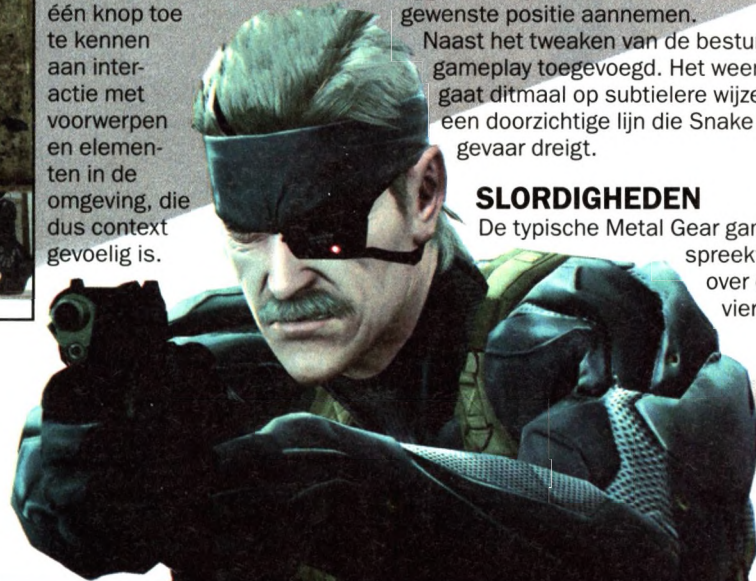 één knop toe
te kennen
aan inter-
actie met
voorwerpen
en elemen-
ten in de
omgeving, die
dus context
gevoelig is.
gewenste positie aannemen.
Naast het tweaken van de bestu
gameplay toegevoegd. Het weer
gaat ditmaal op subtielere wijze
een doorzichtige lijn die Snake
gevaar dreigt.
SLORDIGHEDEN
De typische Metal Gear gar
spreek
over
vier